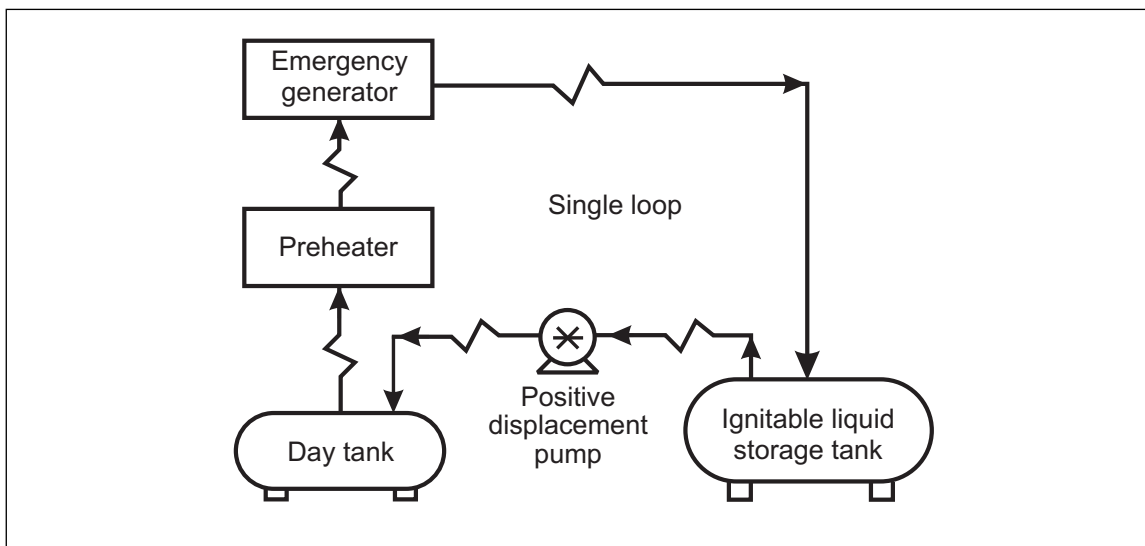 Emergency
generator
Single loop
Preheater
Positive
displacement
pump
Day tank
Ignitable liquid
storage tank